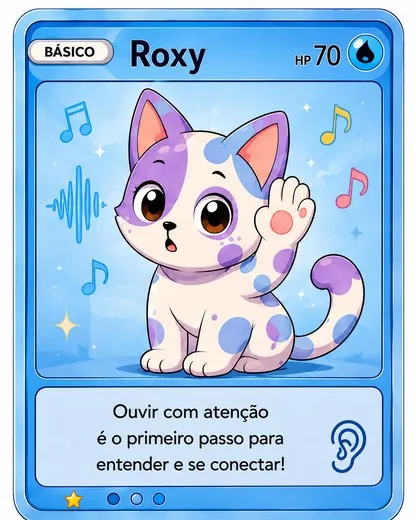 BÁSICO
Roxy
HP 70
Ouvir com atenção
é o primeiro passo para
entender e se conectar!